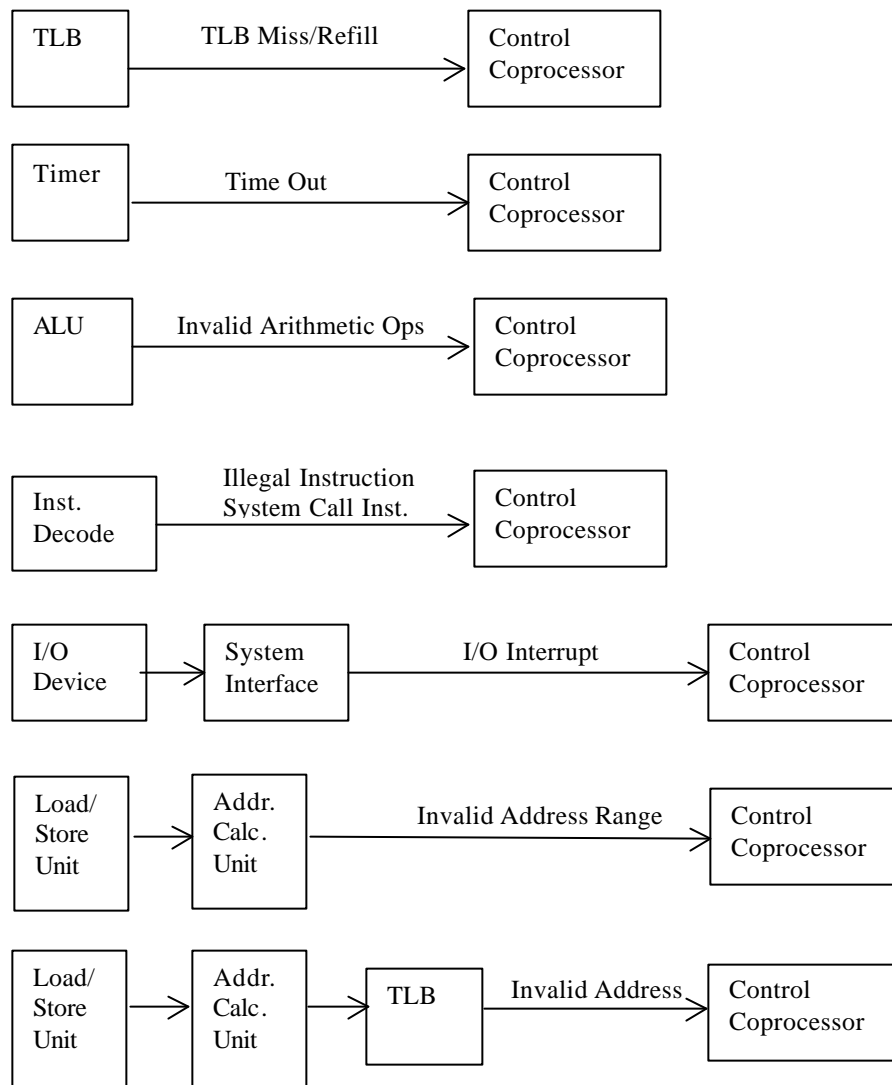 TLB
TLB Miss/Refill
Control
Coprocessor
Timer
Time Out
Control
Coprocessor
ALU
Invalid Arithmetic Ops
Control
Coprocessor
Inst.
Decode
Illegal Instruction
System Call Inst.
Control
Coprocessor
I/O
Device
System
Interface
I/O Interrupt
Control
Coprocessor
Load/
Store
Unit
Addr.
Calc.
Unit
Invalid Address Range
Control
Coprocessor
Load/
Store
Unit
Addr.
Calc.
Unit
TLB
Invalid Address
Control
Coprocessor